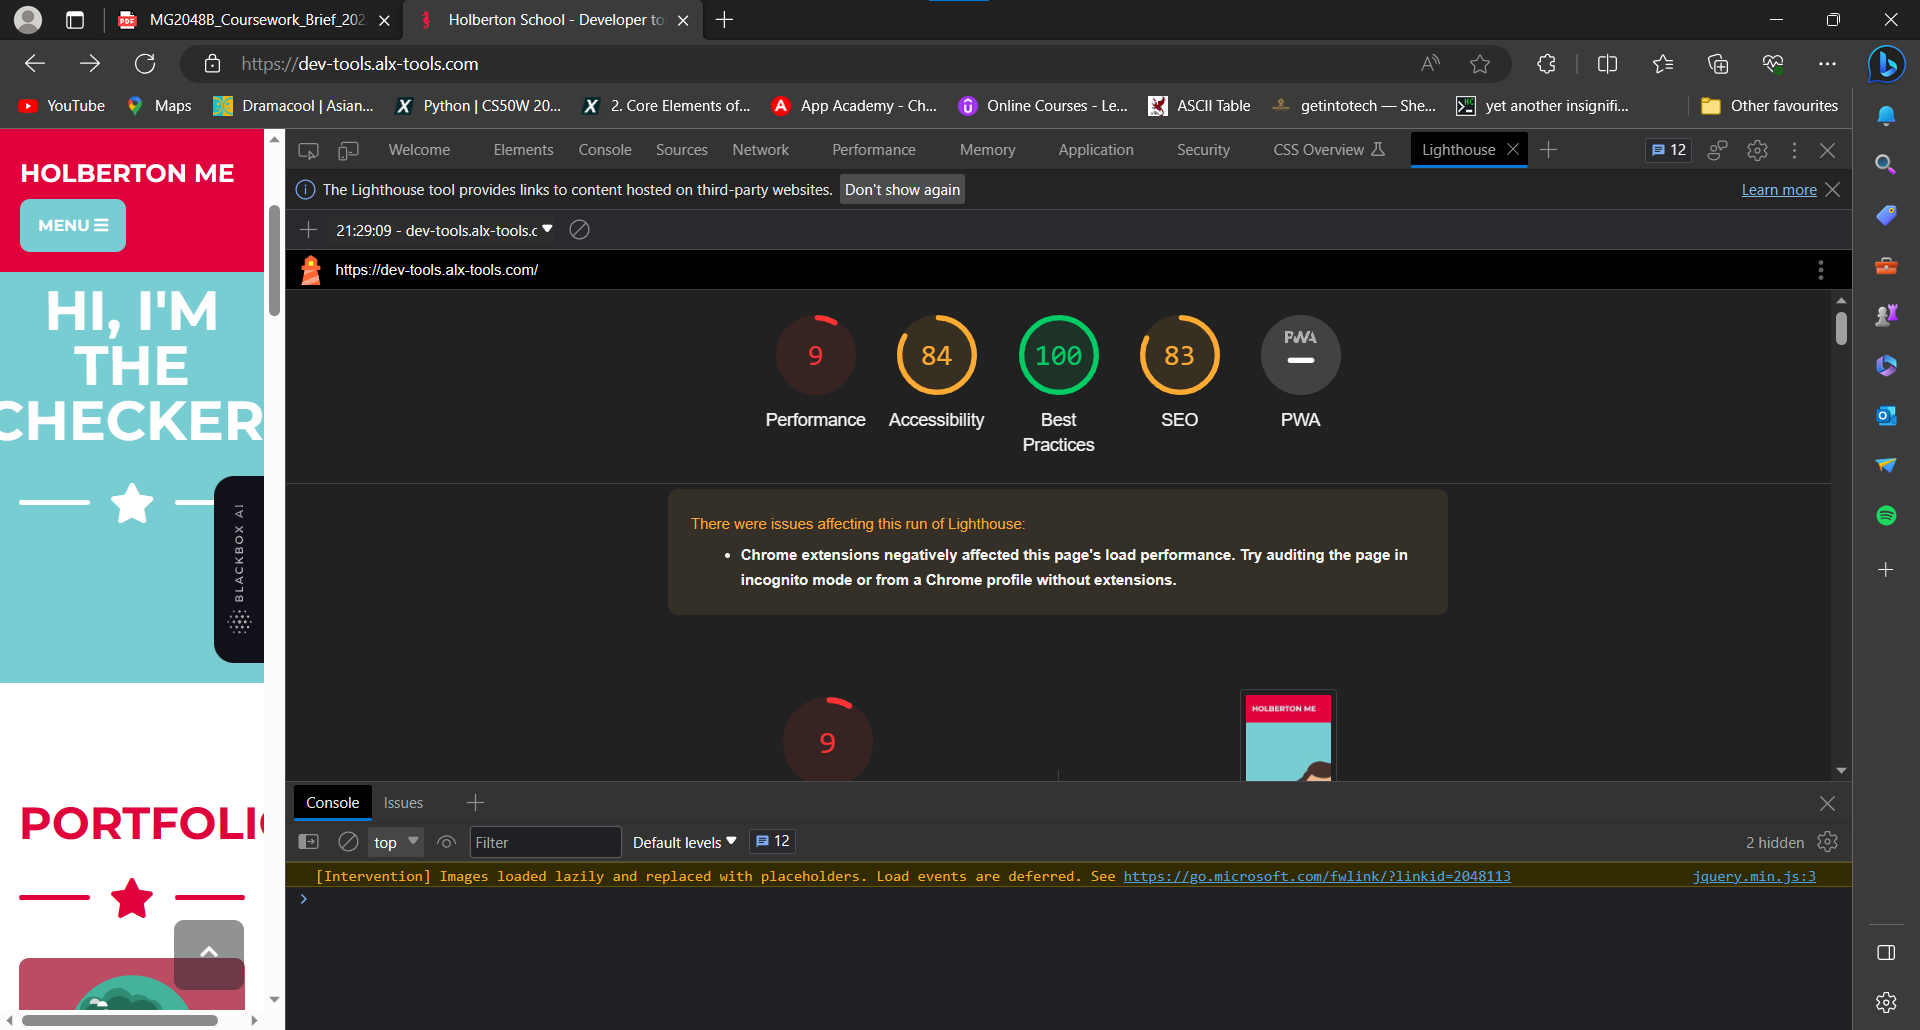 MG2048B_Coursework_Brief_202
Holberton School - Developer to
https://dev-tools.alx-tools.com
YouTube
Maps
Dramacool | Asian...
Python | CS50W 20...
2. Core Elements of...
App Academy - Ch...
Online Courses - Le...
ASCII Table
getintotech — She...
yet another insignifi...
Other favourites
HOLBERTON ME
MENU
HI, I'M
THE
CHECKER
BLACKBOX AI
PORTFOLIO
Welcome
Elements
Console
Sources
Network
Performance
Memory
Application
Security
CSS Overview
Lighthouse
12
The Lighthouse tool provides links to content hosted on third-party websites.
Don't show again
Learn more
21:29:09 - dev-tools.alx-tools.c
https://dev-tools.alx-tools.com/
9
84
100
83
PWA
Performance
Accessibility
Best
Practices
SEO
PWA
There were issues affecting this run of Lighthouse:
• Chrome extensions negatively affected this page's load performance. Try auditing the page in
incognito mode or from a Chrome profile without extensions.
9
HOLBERTON ME
Console
Issues
top
Filter
Default levels
12
2 hidden
[Intervention] Images loaded lazily and replaced with placeholders. Load events are deferred. See https://go.microsoft.com/fwlink/?linkid=2048113
jquery.min.js:3